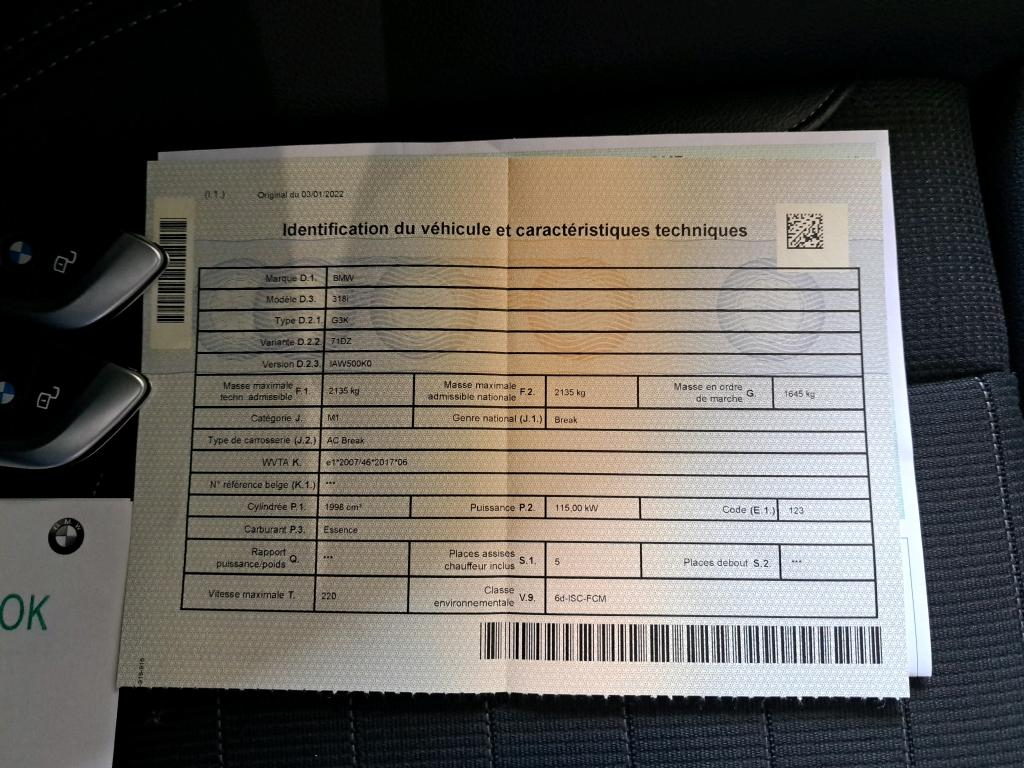 (I.1.) Original du 03/01/2022
Identification du véhicule et caractéristiques techniques
Marque D.1. BMW
Modèle D.3. 318i
Type D.2.1. G3K
Variante D.2.2. 71DZ
Version D.2.3. IAW500K0
Masse maximale techn. admissible F.1. 2135 kg Masse maximale admissible nationale F.2. 2135 kg Masse en ordre de marche G. 1645 kg
Catégorie J. M1 Genre national (J.1.) Break
Type de carrosserie (J.2.) AC Break
WVTA K. e1*2007/46*2017*06
N° référence belge (K.1.) ***
Cylindrée P.1. 1998 cm³ Puissance P.2. 115,00 kW Code (E.1.) 123
Carburant P.3. Essence
Rapport puissance/poids Q. *** Places assises chauffeur inclus S.1. 5 Places debout S.2. ***
Vitesse maximale T. 220 Classe environnementale V.9. 6d-ISC-FCM
BMW
OK